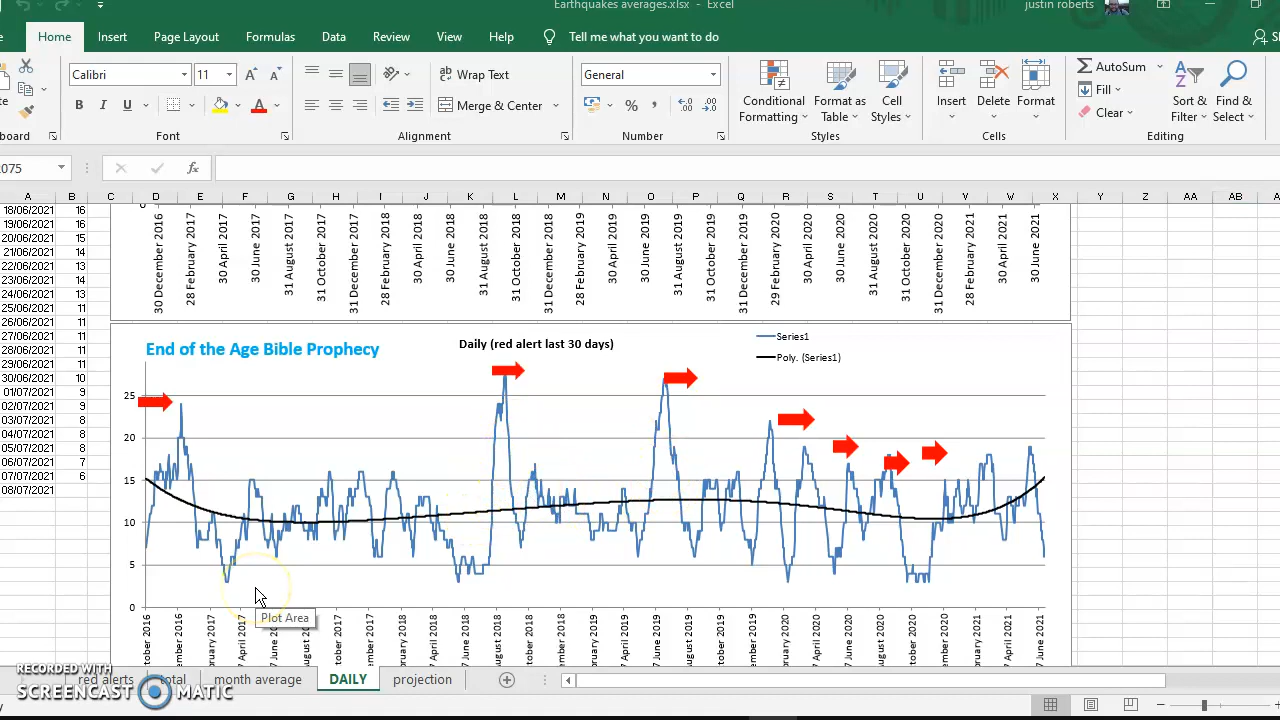 Earthquakes averages.xlsx - Excel
justin roberts
Home Insert Page Layout Formulas Data Review View Help Tell me what you want to do
Calibri 11 Wrap Text General AutoSum
B I U Merge & Center % Fill
Conditional Formatting Format as Table Cell Styles
Insert Delete Format
Clear Sort & Filter Find & Select
Font Alignment Number Styles Cells Editing
fx
A B C D E F G H I J K L M N O P Q R S T U V W X Y Z AA AB
18/06/2021 16
19/06/2021 16
20/06/2021 15
21/06/2021 14
22/06/2021 13
23/06/2021 13
24/06/2021 13
25/06/2021 11
26/06/2021 11
27/06/2021 11
28/06/2021 11
30/06/2021 10
01/07/2021 9
02/07/2021 9
03/07/2021 9
04/07/2021 8
05/07/2021 8
06/07/2021 7
07/07/2021 6
08/07/2021
30 December 2016
28 February 2017
30 April 2017
30 June 2017
31 August 2017
31 October 2017
31 December 2017
28 February 2018
30 April 2018
30 June 2018
31 August 2018
31 October 2018
31 December 2018
28 February 2019
30 April 2019
30 June 2019
31 August 2019
31 October 2019
31 December 2019
29 February 2020
30 April 2020
30 June 2020
31 August 2020
31 October 2020
31 December 2020
28 February 2021
30 April 2021
30 June 2021
End of the Age Bible Prophecy
Daily (red alert last 30 days)
Series1
Poly. (Series1)
25
20
15
10
5
0
Plot Area
RECORDED WITH
SCREENCAST MATIC
red alerts total month average DAILY projection